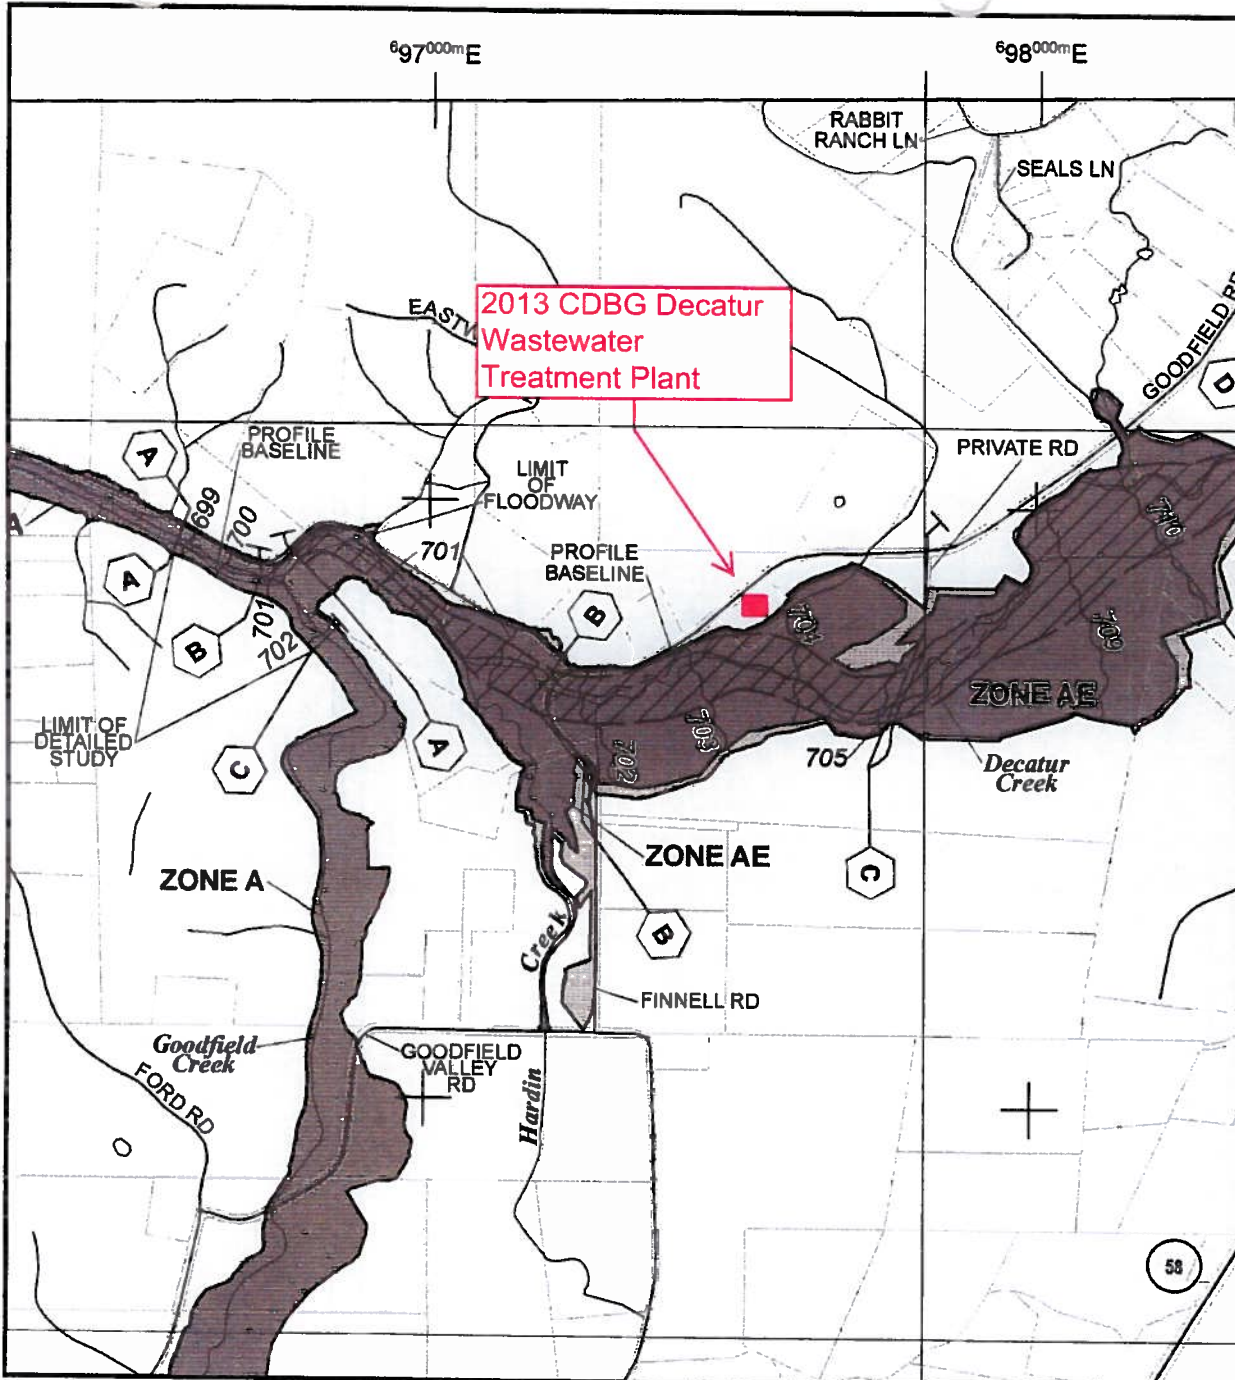 697000mE
698000mE
RABBIT
RANCH LN
SEALS LN
GOODFIELD RD
D
2013 CDBG Decatur
Wastewater
Treatment Plant
A
PROFILE
BASELINE
LIMIT
OF
FLOODWAY
PRIVATE RD
699
700
701
710
A
PROFILE
BASELINE
A
B
701
702
B
704
709
ZONE AE
LIMIT OF
DETAILED
STUDY
C
A
702
703
705
Decatur
Creek
ZONE A
ZONE AE
C
B
Creek
FINNELL RD
Goodfield
Creek
GOODFIELD
VALLEY
RD
FORD RD
Hardin
58